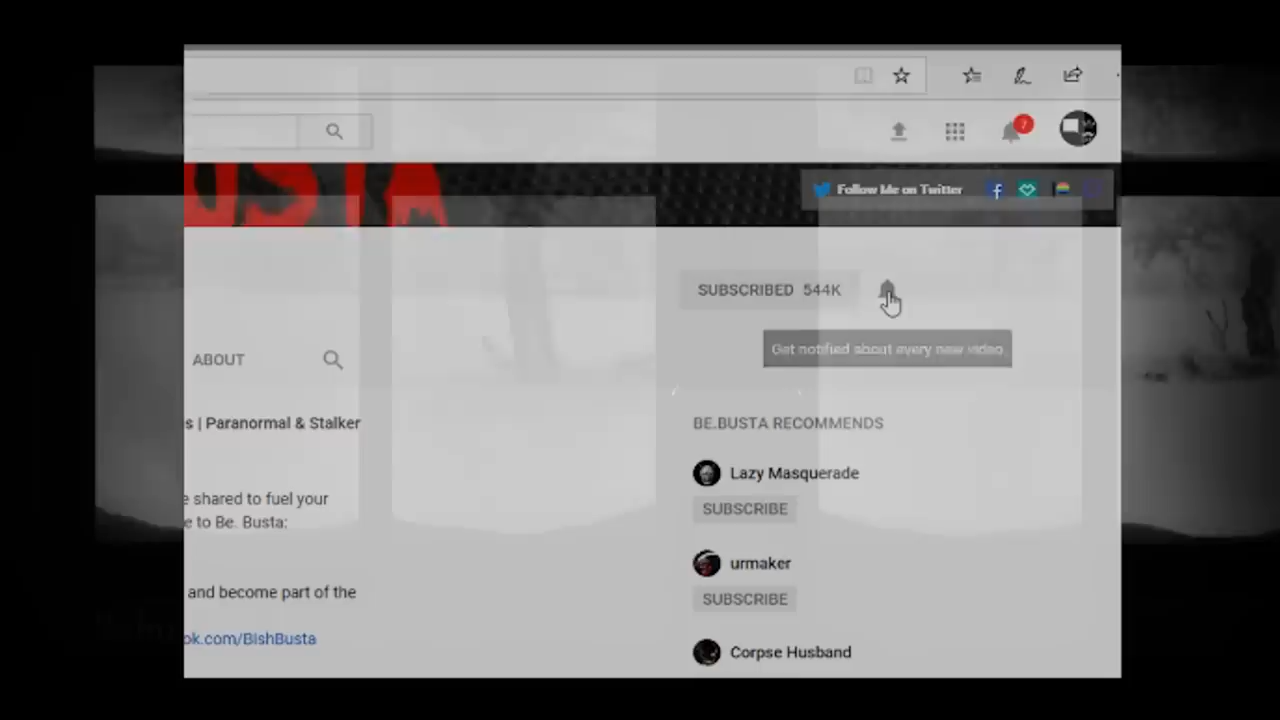 7
USTA
Follow Me on Twitter
SUBSCRIBED 544K
Get notified about every new video
ABOUT
BE.BUSTA RECOMMENDS
s | Paranormal & Stalker
Lazy Masquerade
e shared to fuel your
SUBSCRIBE
e to Be. Busta:
urmaker
and become part of the
SUBSCRIBE
ok.com/BishBusta
Corpse Husband